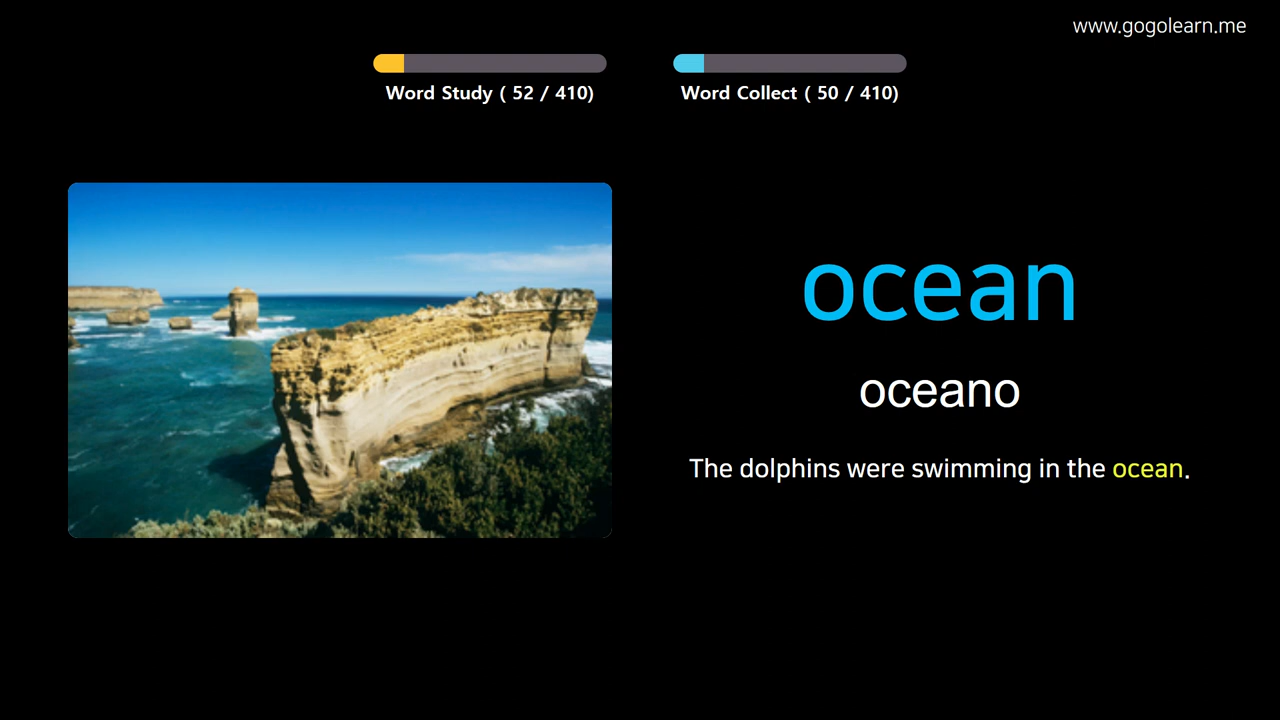 www.gogolearn.me
Word Study ( 52 / 410)
Word Collect ( 50 / 410)
ocean
oceano
The dolphins were swimming in the ocean.